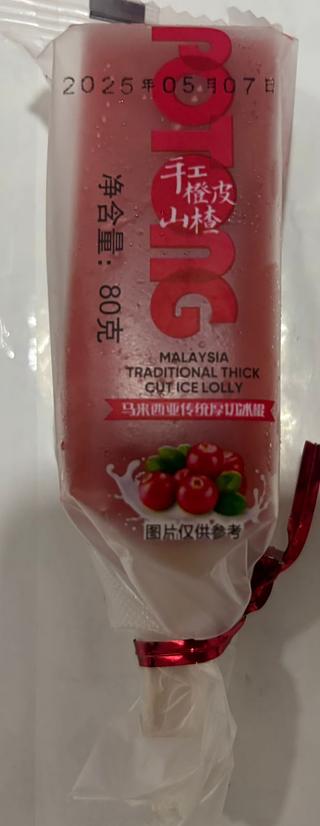 2025年05月07日
POTONG
手工
橙皮
山楂
净含量：80克
MALAYSIA
TRADITIONAL THICK
CUT ICE LOLLY
马来西亚传统厚切冰棍
图片仅供参考